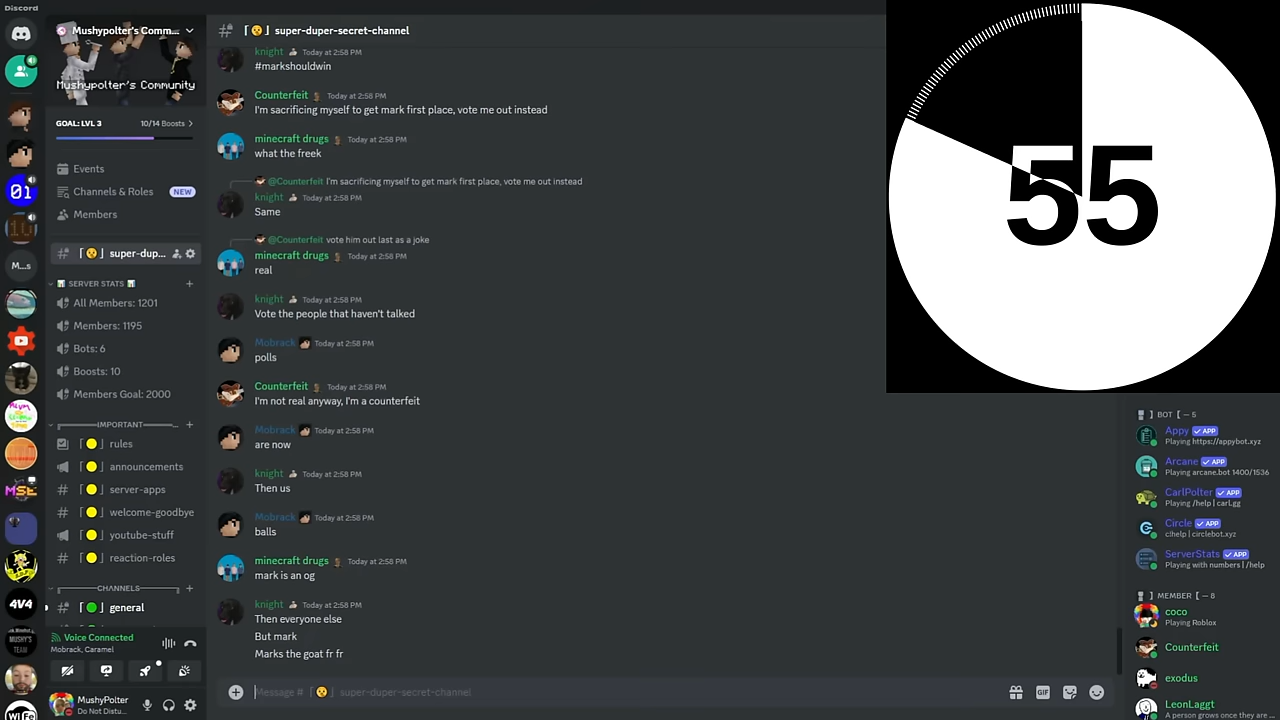 Discord
Mushypolter's Comm...
Mushypolter's Community
GOAL: LVL 3
10/14 Boosts >
Events
Channels & Roles
NEW
Members
super-dup...
SERVER STATS
All Members: 1201
Members: 1195
Bots: 6
Boosts: 10
Members Goal: 2000
IMPORTANT
rules
announcements
server-apps
welcome-goodbye
youtube-stuff
reaction-roles
CHANNELS
general
Voice Connected
Mobrack, Caramel
MushyPolter
Do Not Distu...
01
M...s
MSE
4V4
MUSHY'S
TEAM
WiFe
super-duper-secret-channel
knight Today at 2:58 PM
#markshouldwin
Counterfeit Today at 2:58 PM
I'm sacrificing myself to get mark first place, vote me out instead
minecraft drugs Today at 2:58 PM
what the freek
@Counterfeit I'm sacrificing myself to get mark first place, vote me out instead
knight Today at 2:58 PM
Same
@Counterfeit vote him out last as a joke
minecraft drugs Today at 2:58 PM
real
knight Today at 2:58 PM
Vote the people that haven't talked
Mobrack Today at 2:58 PM
polls
Counterfeit Today at 2:58 PM
I'm not real anyway, I'm a counterfeit
Mobrack Today at 2:58 PM
are now
knight Today at 2:58 PM
Then us
Mobrack Today at 2:58 PM
balls
minecraft drugs Today at 2:58 PM
mark is an og
knight Today at 2:58 PM
Then everyone else
But mark
Marks the goat fr fr
Message # super-duper-secret-channel
GIF
55
BOT [ – 5
Appy APP
Playing https://appybot.xyz
Arcane APP
Playing arcane.bot 1400/1536
CarlPolter APP
Playing /help | carl.gg
Circle APP
c!help | circlebot.xyz
ServerStats APP
Playing with numbers | /help
MEMBER [ – 8
coco
Playing Roblox
Counterfeit
exodus
LeonLaggt
A person grows once they are ...